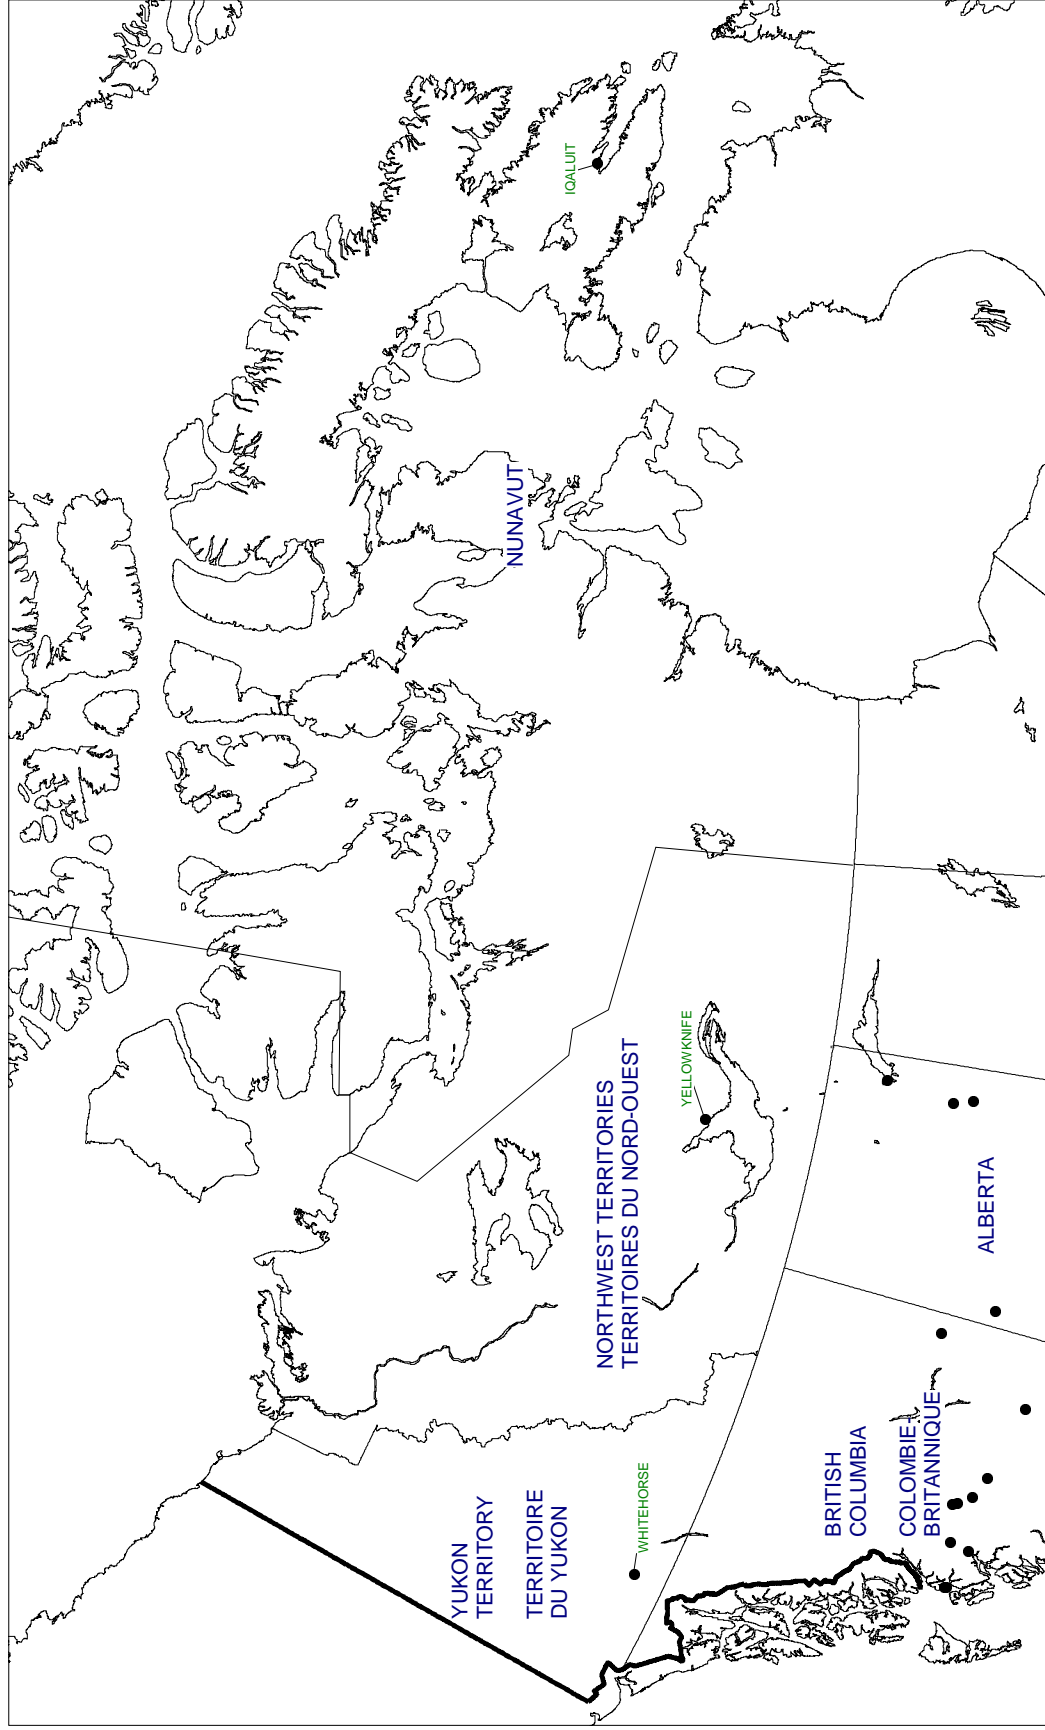 YUKON
TERRITORY
TERRITOIRE
DU YUKON
WHITEHORSE
NORTHWEST TERRITORIES
TERRITOIRES DU NORD-OUEST
YELLOWKNIFE
NUNAVUT
IQALUIT
BRITISH
COLUMBIA
COLOMBIE-
BRITANNIQUE
ALBERTA